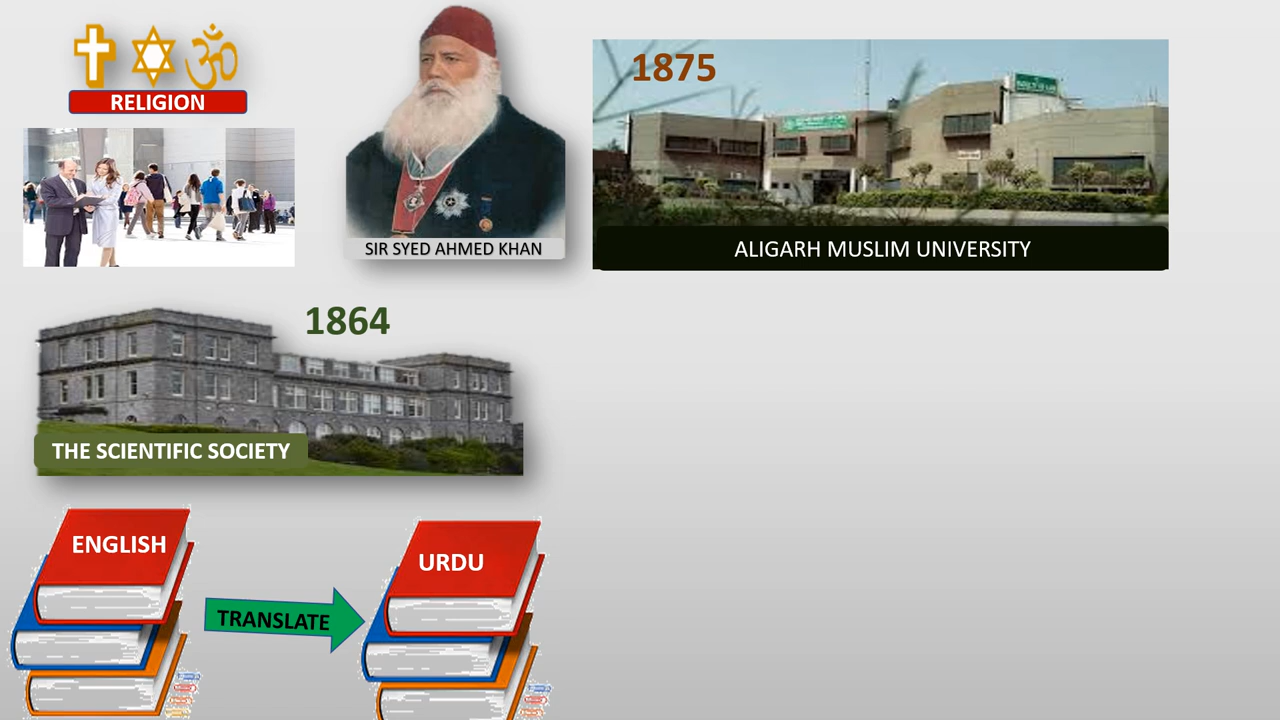 RELIGION
SIR SYED AHMED KHAN
1875
ALIGARH MUSLIM UNIVERSITY
1864
THE SCIENTIFIC SOCIETY
ENGLISH
TRANSLATE
URDU